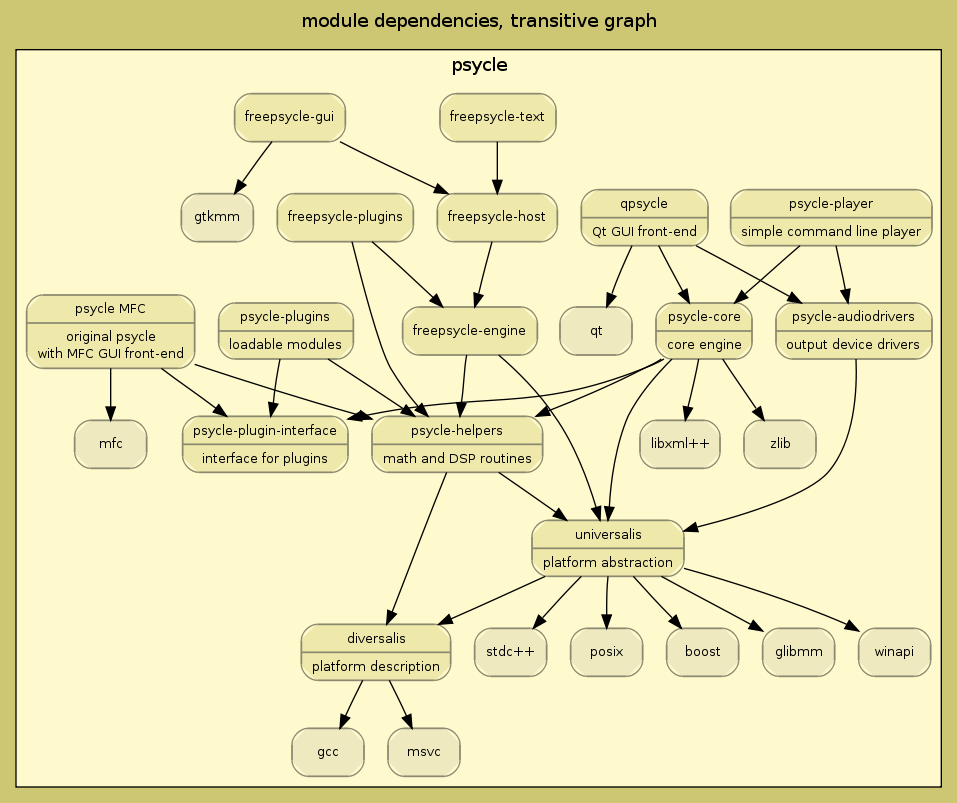 module dependencies, transitive graph
psycle
freepsycle-gui
freepsycle-text
gtkmm
freepsycle-plugins
freepsycle-host
qpsycle
Qt GUI front-end
psycle-player
simple command line player
psycle MFC
original psycle
with MFC GUI front-end
psycle-plugins
loadable modules
freepsycle-engine
qt
psycle-core
core engine
psycle-audiodrivers
output device drivers
mfc
psycle-plugin-interface
interface for plugins
psycle-helpers
math and DSP routines
libxml++
zlib
universalis
platform abstraction
diversalis
platform description
stdc++
posix
boost
glibmm
winapi
gcc
msvc